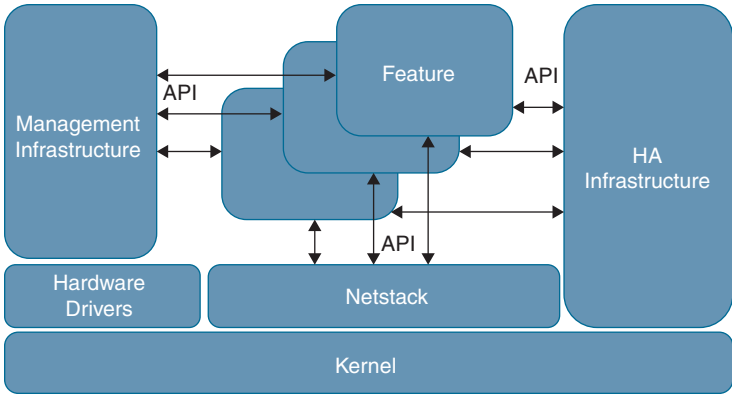 Feature
API
API
Management
Infrastructure
HA
Infrastructure
API
Hardware
Drivers
Netstack
Kernel